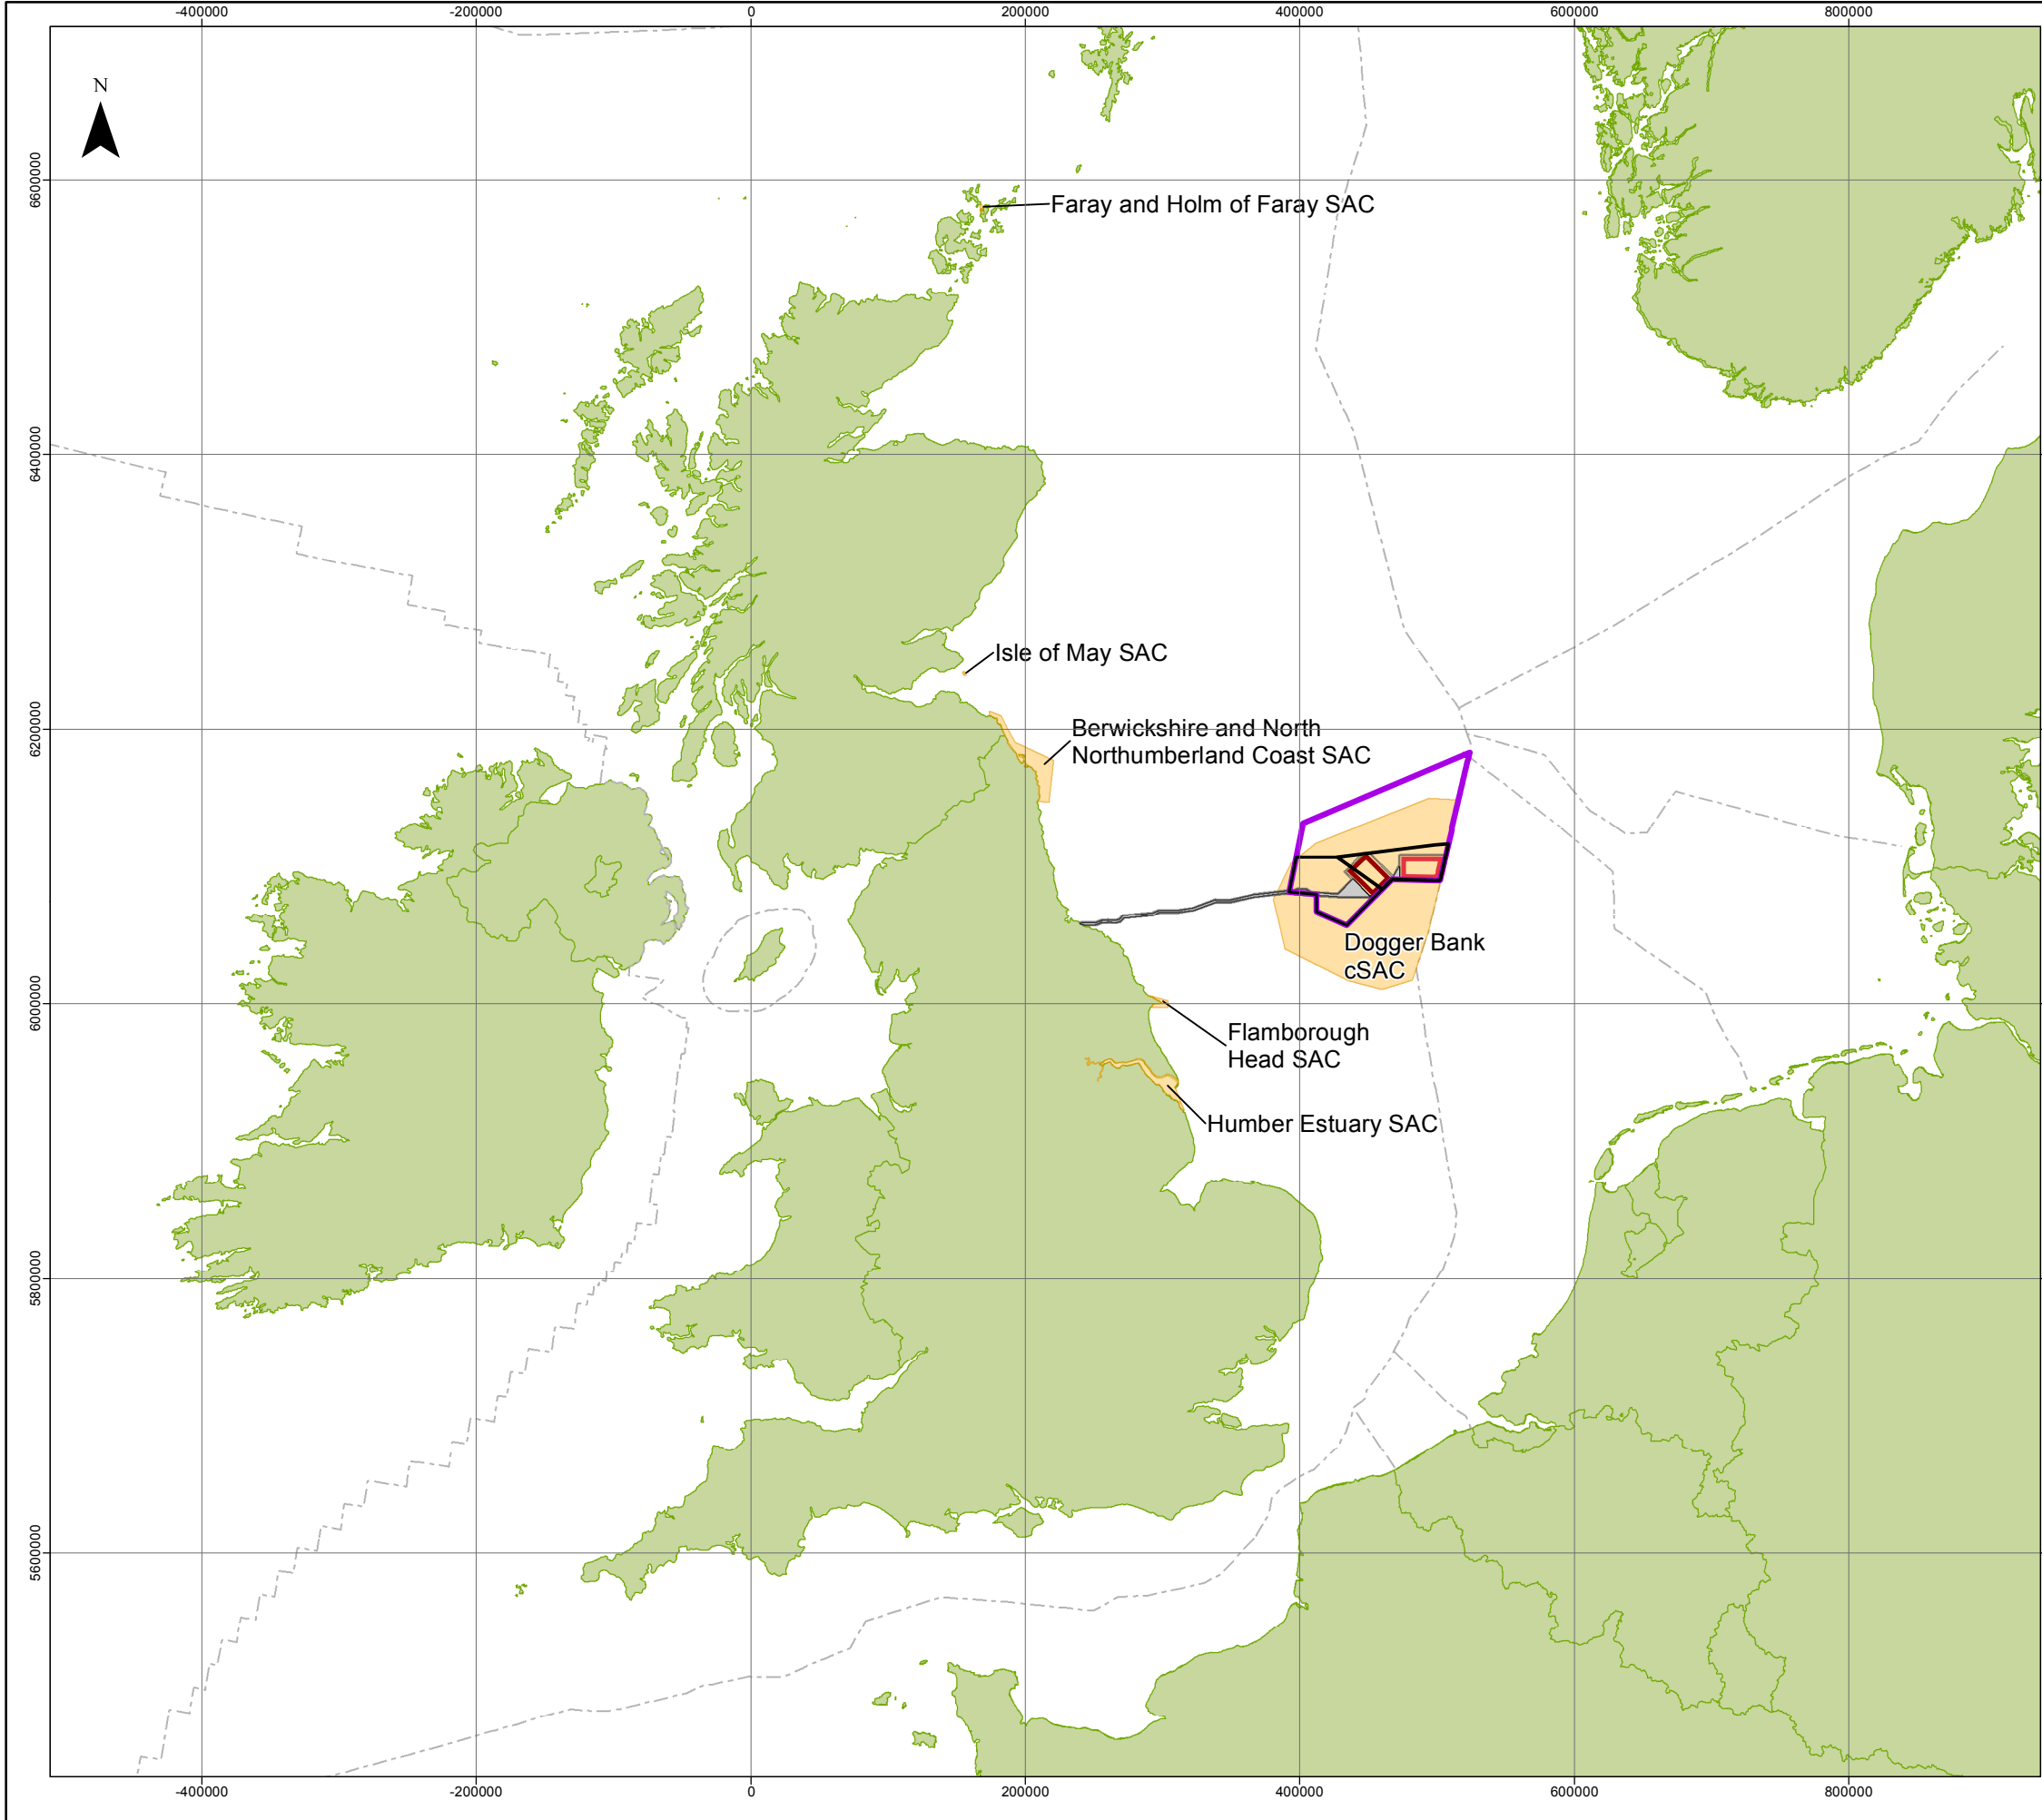 -400000 -200000 0 200000 400000 600000 800000
N
6600000
Faray and Holm of Faray SAC
6400000
Isle of May SAC
6200000
Berwickshire and North
Northumberland Coast SAC
Dogger Bank
cSAC
6000000
Flamborough
Head SAC
Humber Estuary SAC
5800000
5600000
-400000 -200000 0 200000 400000 600000 800000